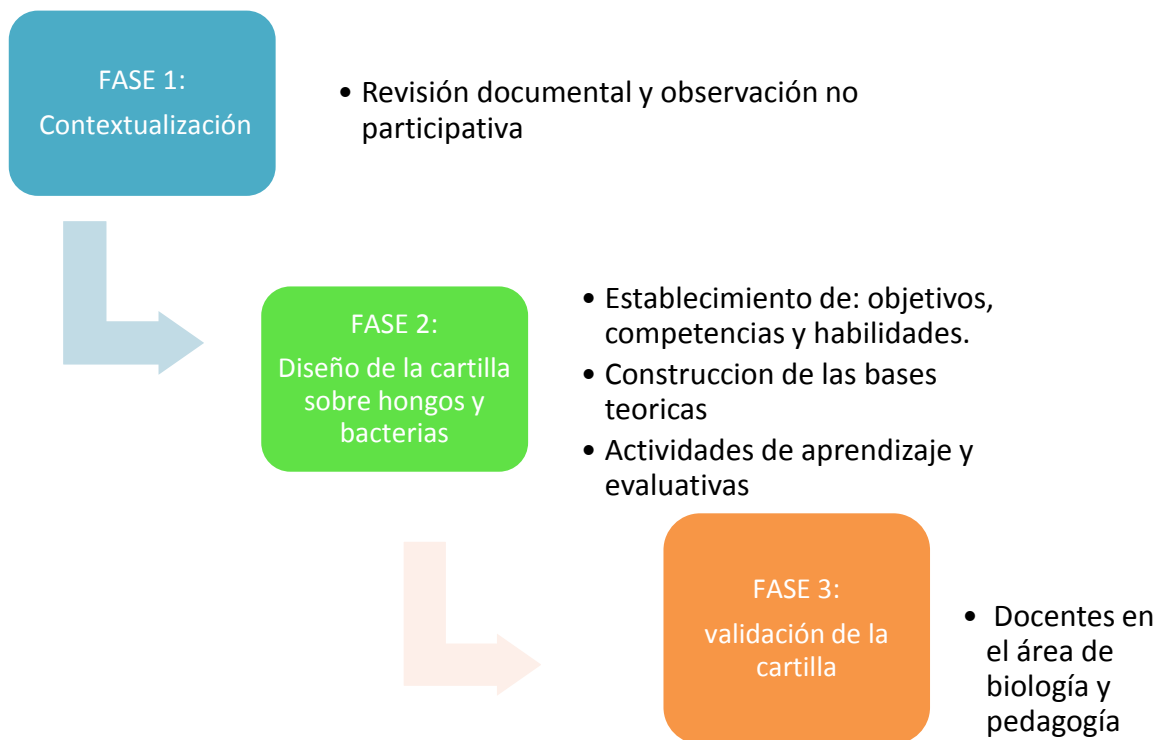 FASE 1:
Contextualización
• Revisión documental y observación no
participativa
FASE 2:
Diseño de la cartilla
sobre hongos y
bacterias
• Establecimiento de: objetivos,
competencias y habilidades.
• Construccion de las bases
teoricas
• Actividades de aprendizaje y
evaluativas
FASE 3:
validación de la
cartilla
• Docentes en
el área de
biología y
pedagogía